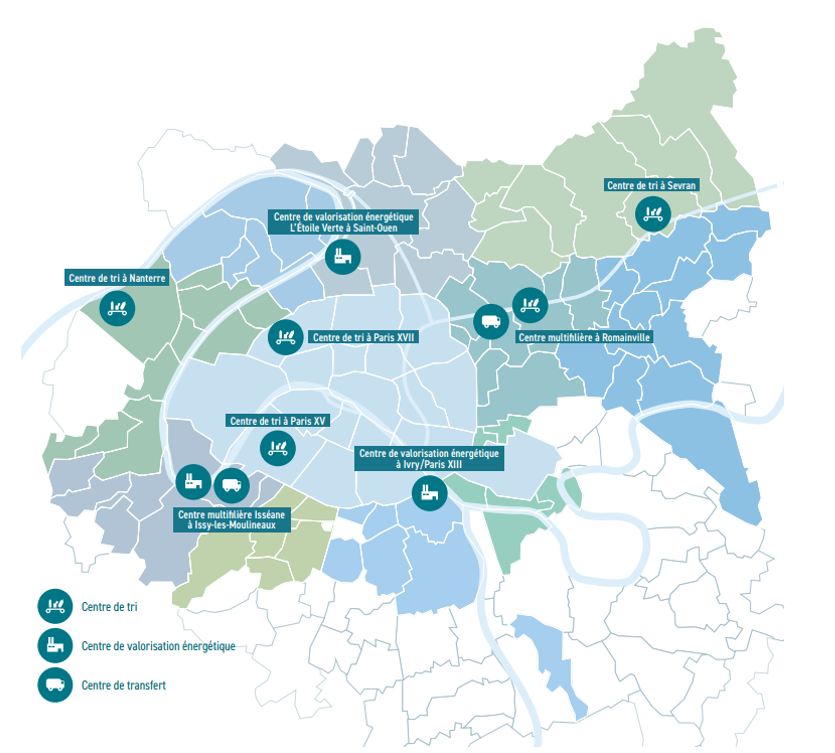 Centre de tri à Sevran
Centre de valorisation énergétique
L'Étoile Verte à Saint-Ouen
Centre de tri à Nanterre
Centre de tri à Paris XVII
Centre multifilière à Romainville
Centre de tri à Paris XV
Centre de valorisation énergétique
à Ivry/Paris XIII
Centre multifilière Isséane
à Issy-les-Moulineaux
Centre de tri
Centre de valorisation énergétique
Centre de transfert